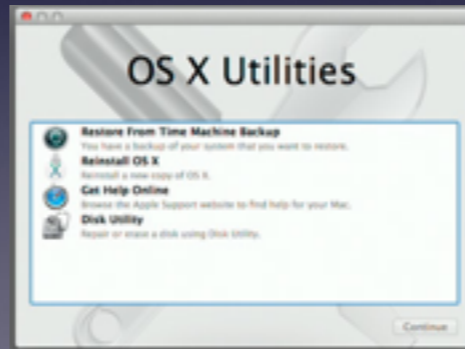 OS X Utilities
Restore From Time Machine Backup
You have a backup of your system that you want to restore.
Reinstall OS X
Reinstall a new copy of OS X.
Get Help Online
Browse the Apple Support website to find help for your Mac.
Disk Utility
Repair or erase a disk using Disk Utility.
Continue